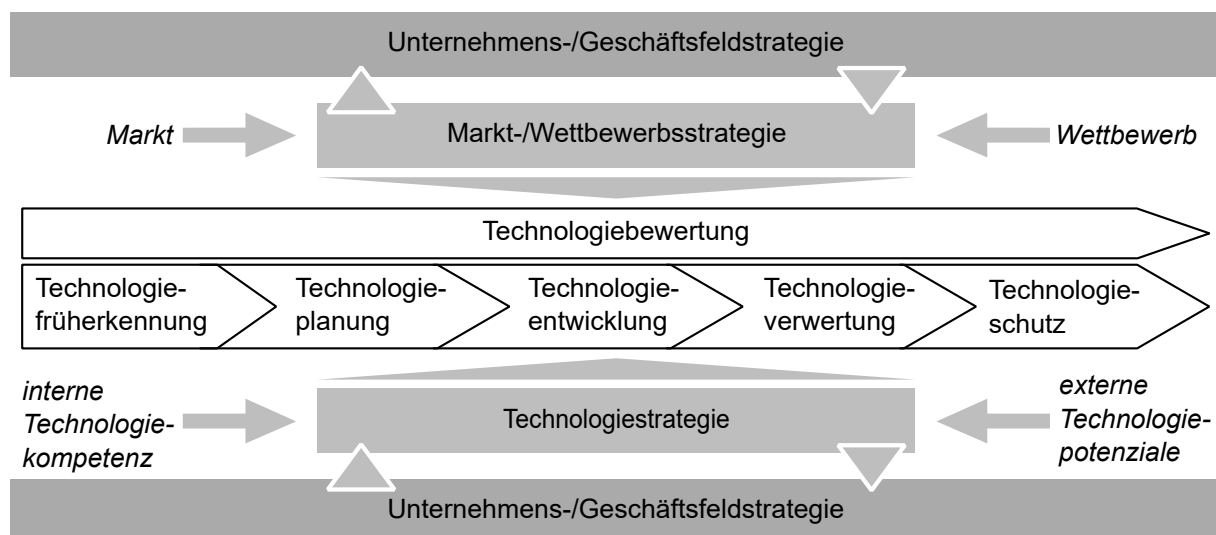 Unternehmens-/Geschäftsfeldstrategie
Markt
Markt-/Wettbewerbsstrategie
Wettbewerb
Technologiebewertung
Technologie-
früherkennung
Technologie-
planung
Technologie-
entwicklung
Technologie-
verwertung
Technologie-
schutz
interne
Technologie-
kompetenz
Technologiestrategie
externe
Technologie-
potenziale
Unternehmens-/Geschäftsfeldstrategie